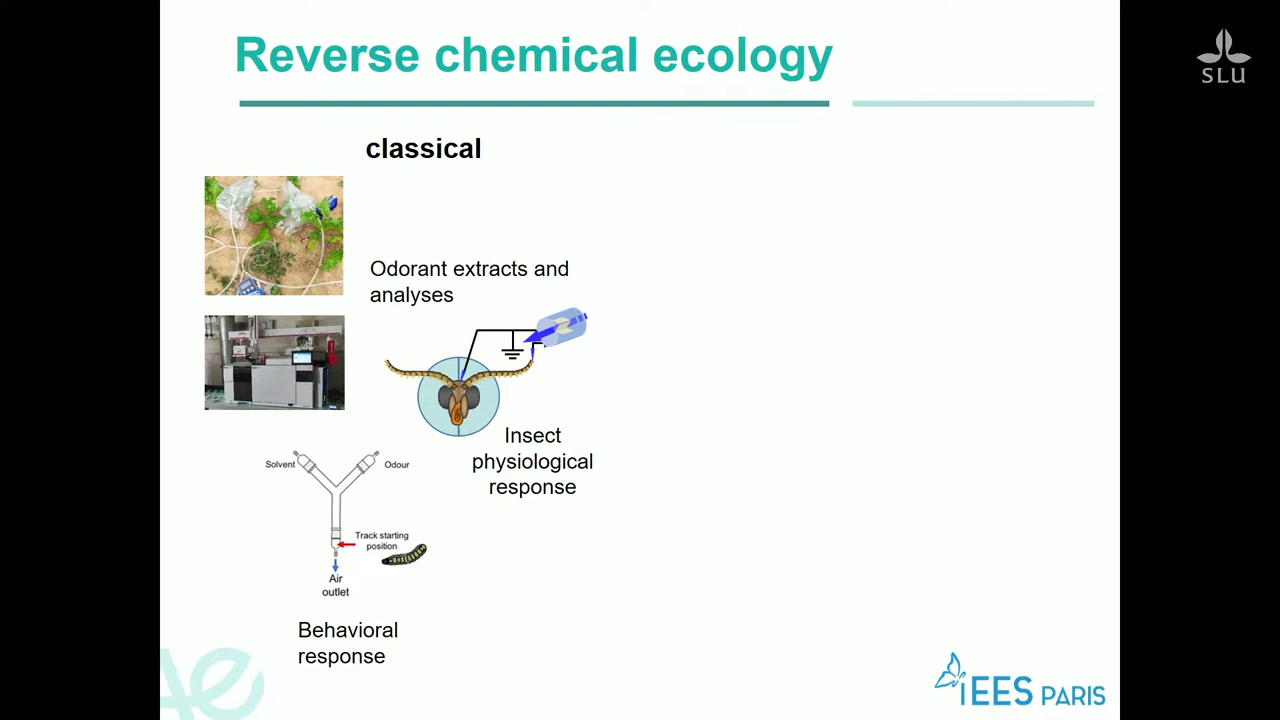 Reverse chemical ecology
SLU
classical
Odorant extracts and
analyses
Insect
physiological
response
Solvent
Odour
Track starting
position
Air
outlet
Behavioral
response
iEES PARIS